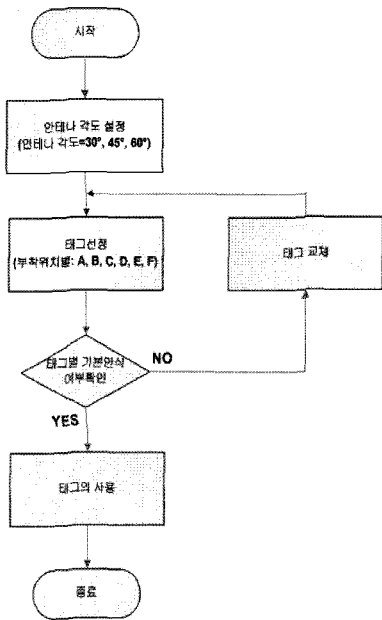 시작
안테나 각도 설정
(안테나 각도=30°, 45°, 60°)
태그선정
(부착위치별: A, B, C, D, E, F)
태그 교체
태그별 기본인식
여부확인
NO
YES
태그의 사용
종료